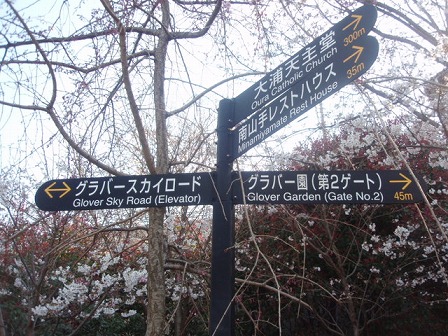 大浦天主堂
Oura Catholic Church
300m
南山手レストハウス
Minamiyamate Rest House
35m
グラバースカイロード
Glover Sky Road (Elevator)
グラバー園(第2ゲート)
Glover Garden (Gate No.2)
45m